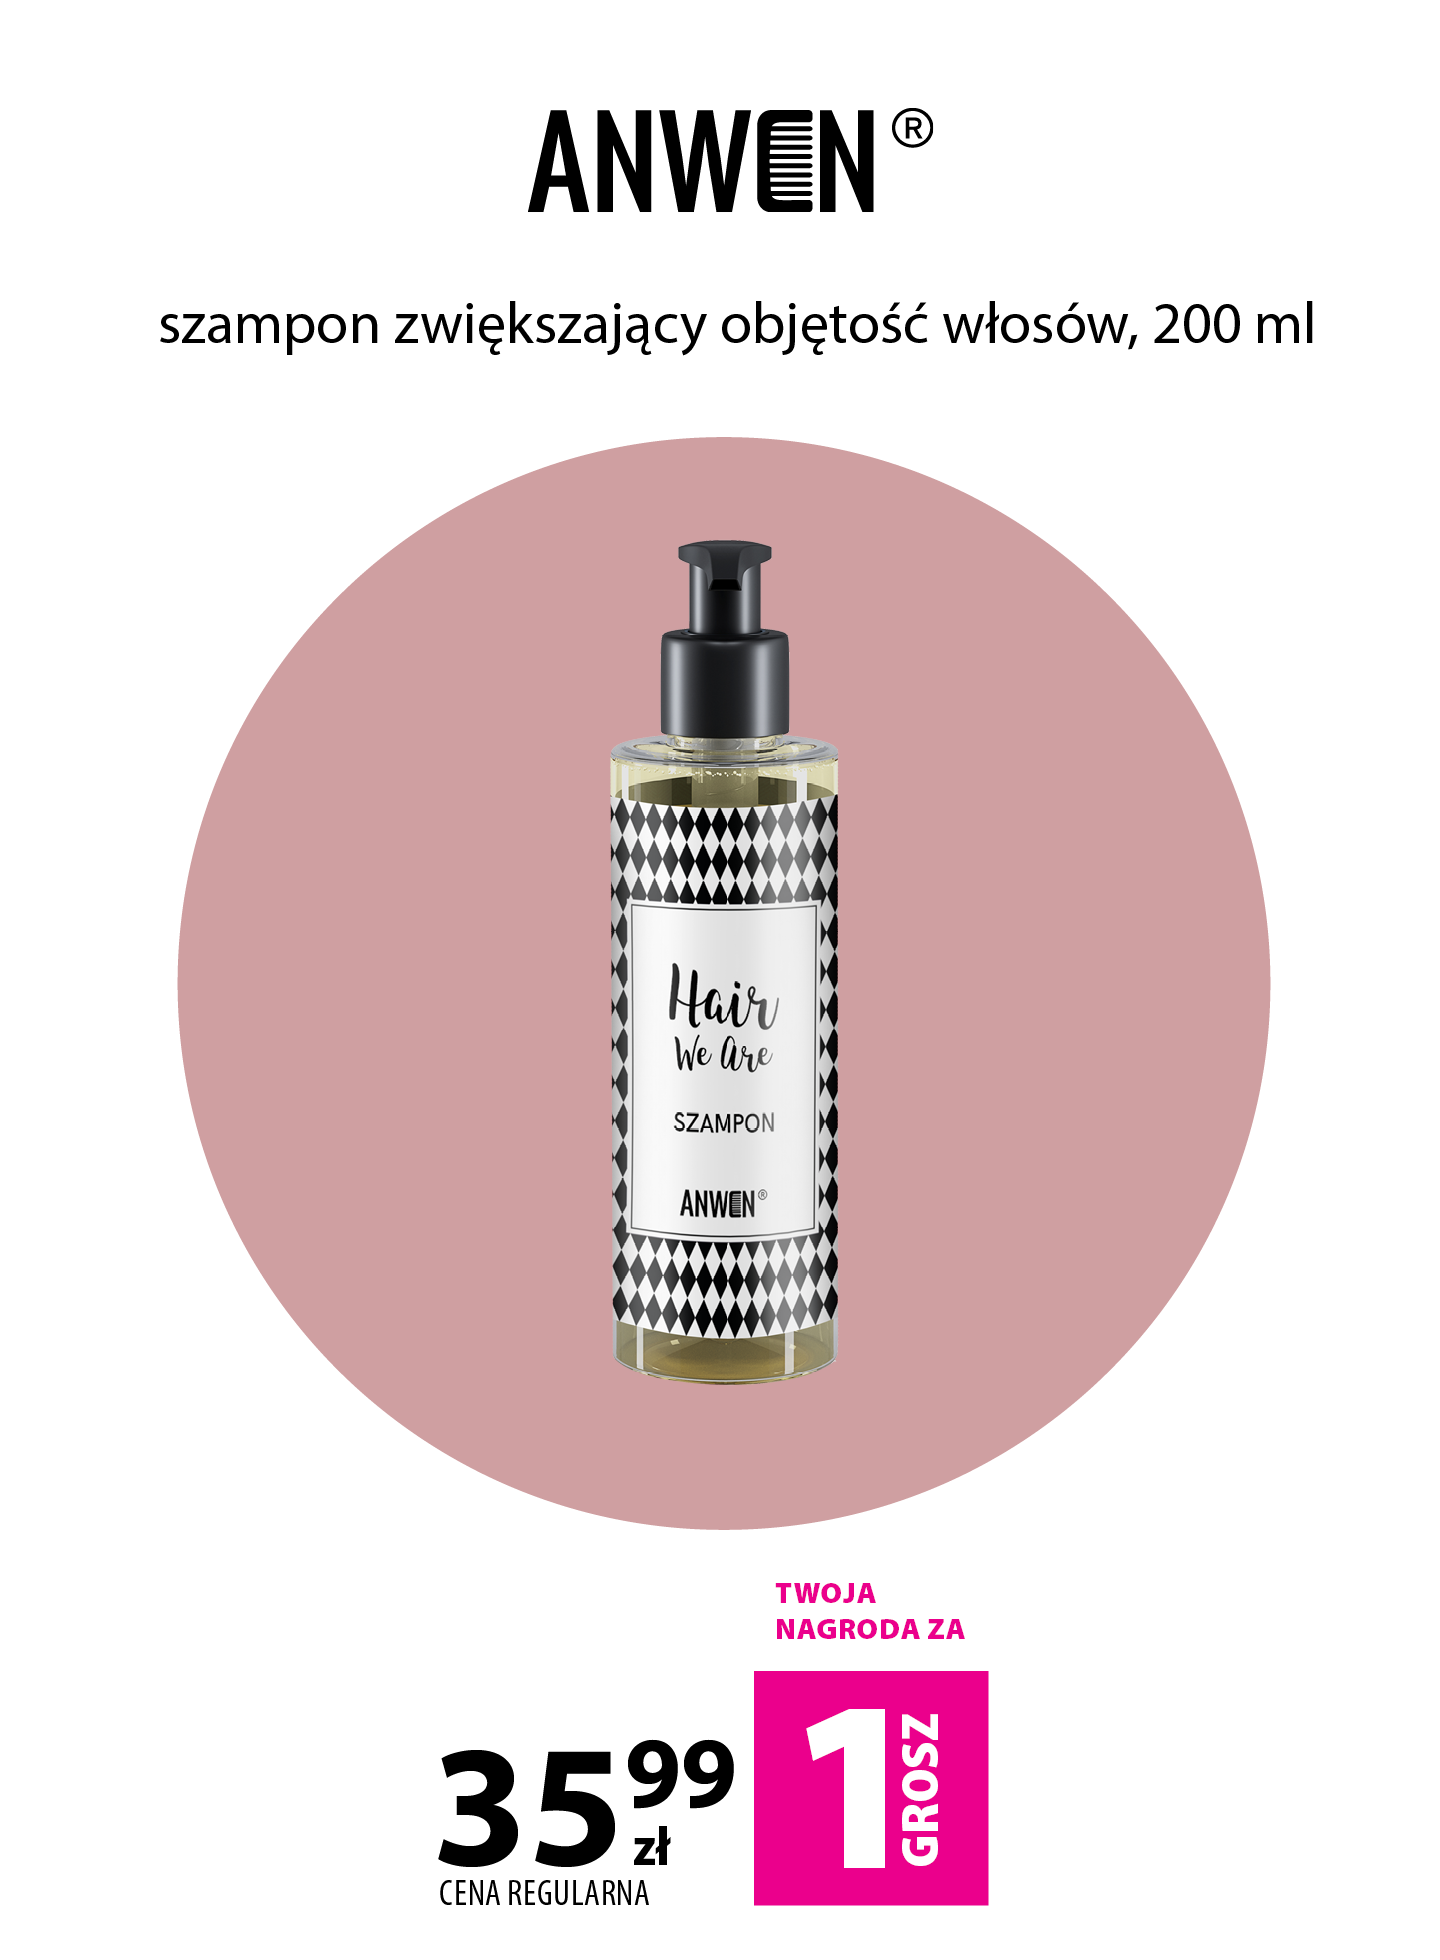 ANWEN®
szampon zwiększający objętość włosów, 200 ml
Hair
We Are
SZAMPON
ANWEN®
TWOJA
NAGRODA ZA
35 99 zł
CENA REGULARNA
1 GROSZ